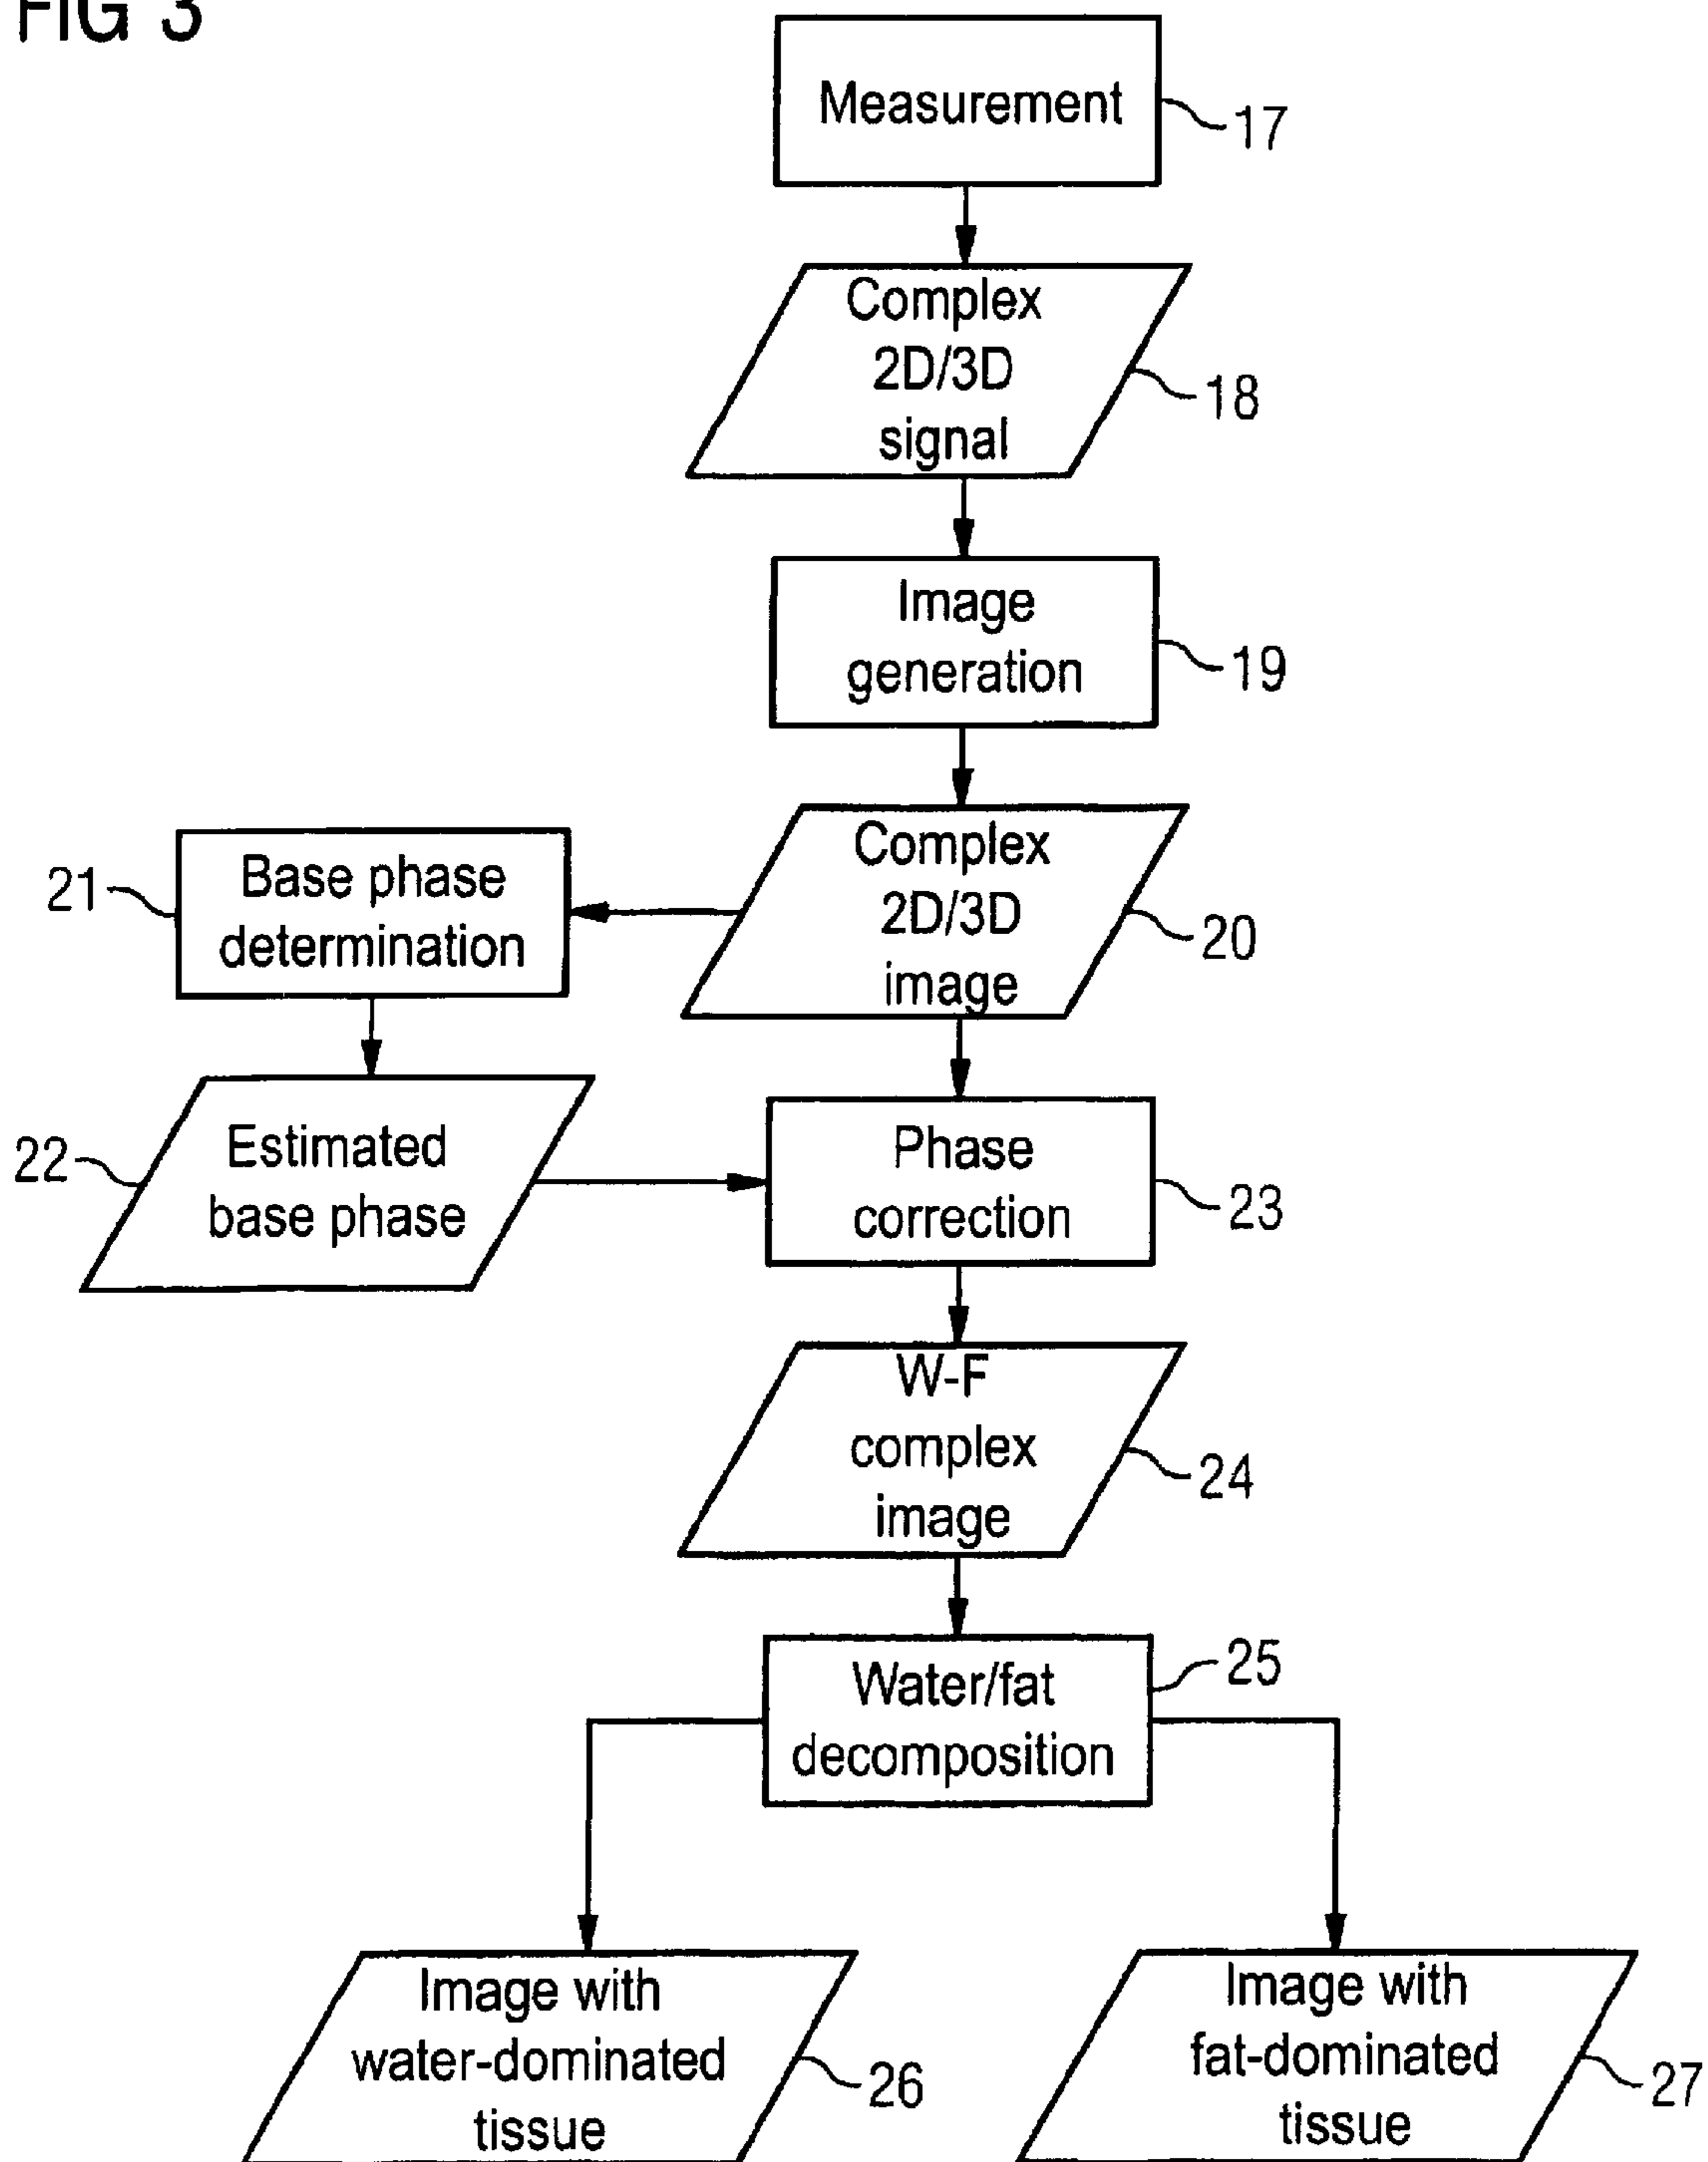 FIG 3
Measurement
17
Complex
2D/3D
signal
18
Image
generation
19
Complex
2D/3D
image
20
21
Base phase
determination
22
Estimated
base phase
Phase
correction
23
W-F
complex
image
24
Water/fat
decomposition
25
Image with
water-dominated
tissue
26
Image with
fat-dominated
tissue
27